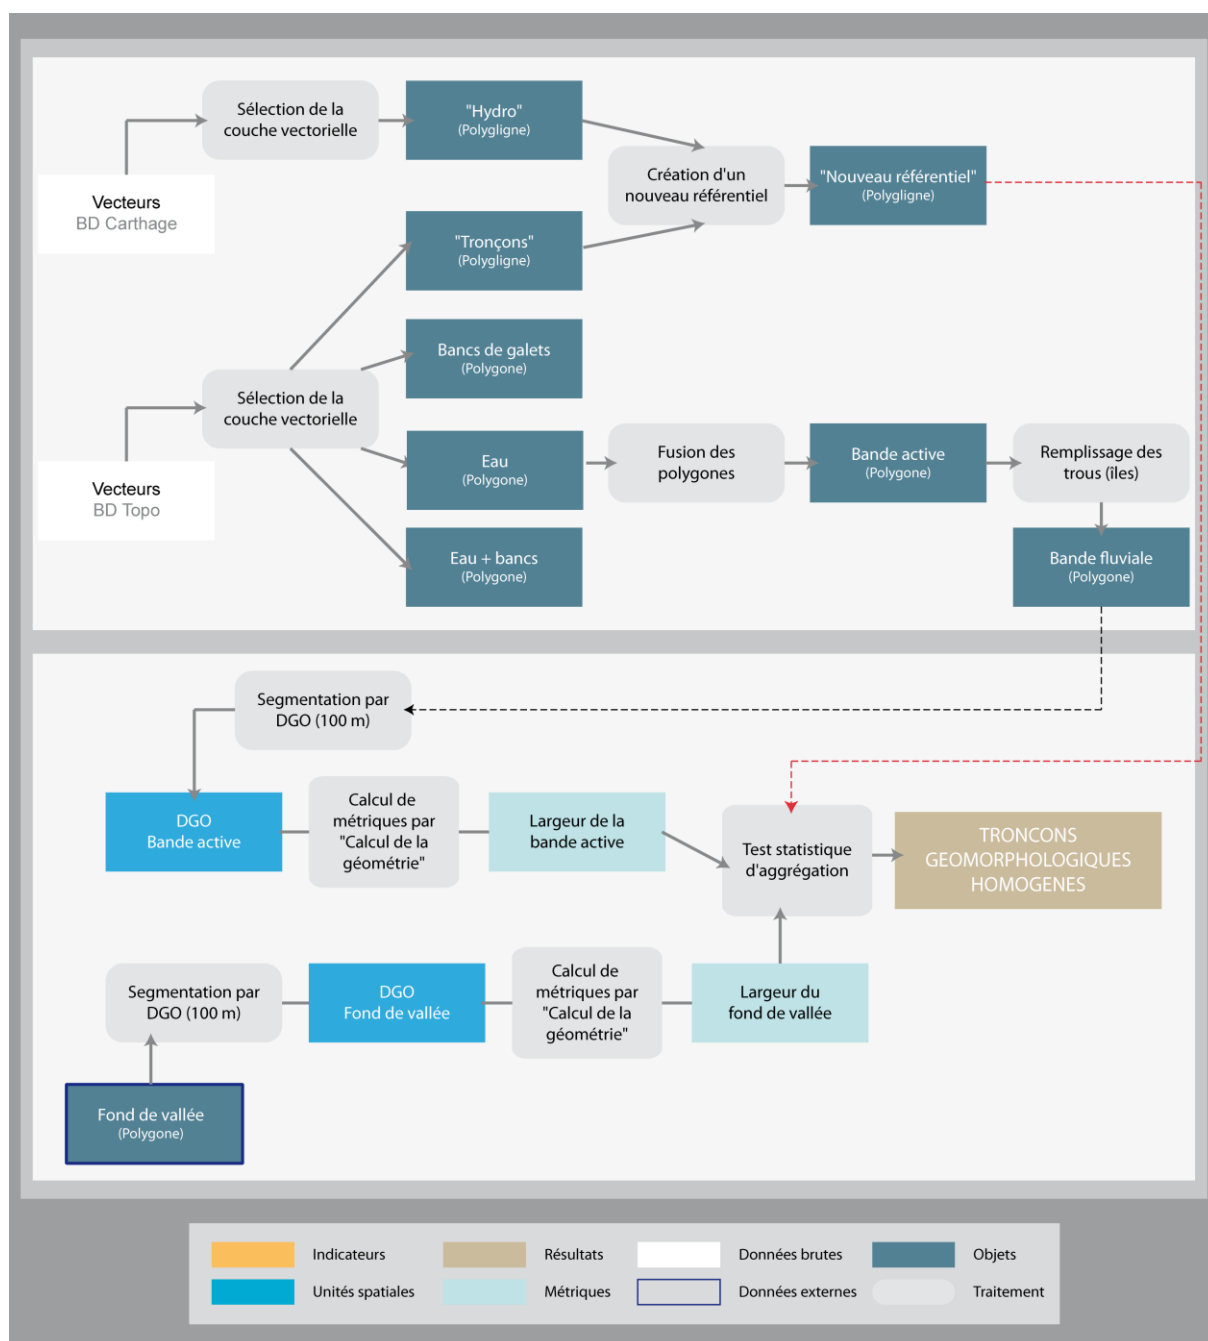 Sélection de la
couche vectorielle
"Hydro"
(Polygligne)
Création d'un
nouveau référentiel
"Nouveau référentiel"
(Polygligne)
Vecteurs
BD Carthage
"Tronçons"
(Polygligne)
Bancs de galets
(Polygone)
Sélection de la
couche vectorielle
Eau
(Polygone)
Fusion des
polygones
Bande active
(Polygone)
Remplissage des
trous (îles)
Vecteurs
BD Topo
Eau + bancs
(Polygone)
Bande fluviale
(Polygone)
Segmentation par
DGO (100 m)
DGO
Bande active
Calcul de
métriques par
"Calcul de la
géométrie"
Largeur de la
bande active
Test statistique
d'aggrégation
TRONCONS
GEOMORPHOLOGIQUES
HOMOGENES
Segmentation par
DGO (100 m)
DGO
Fond de vallée
Calcul de
métriques par
"Calcul de la
géométrie"
Largeur du
fond de vallée
Fond de vallée
(Polygone)
Indicateurs
Résultats
Données brutes
Objets
Unités spatiales
Métriques
Données externes
Traitement